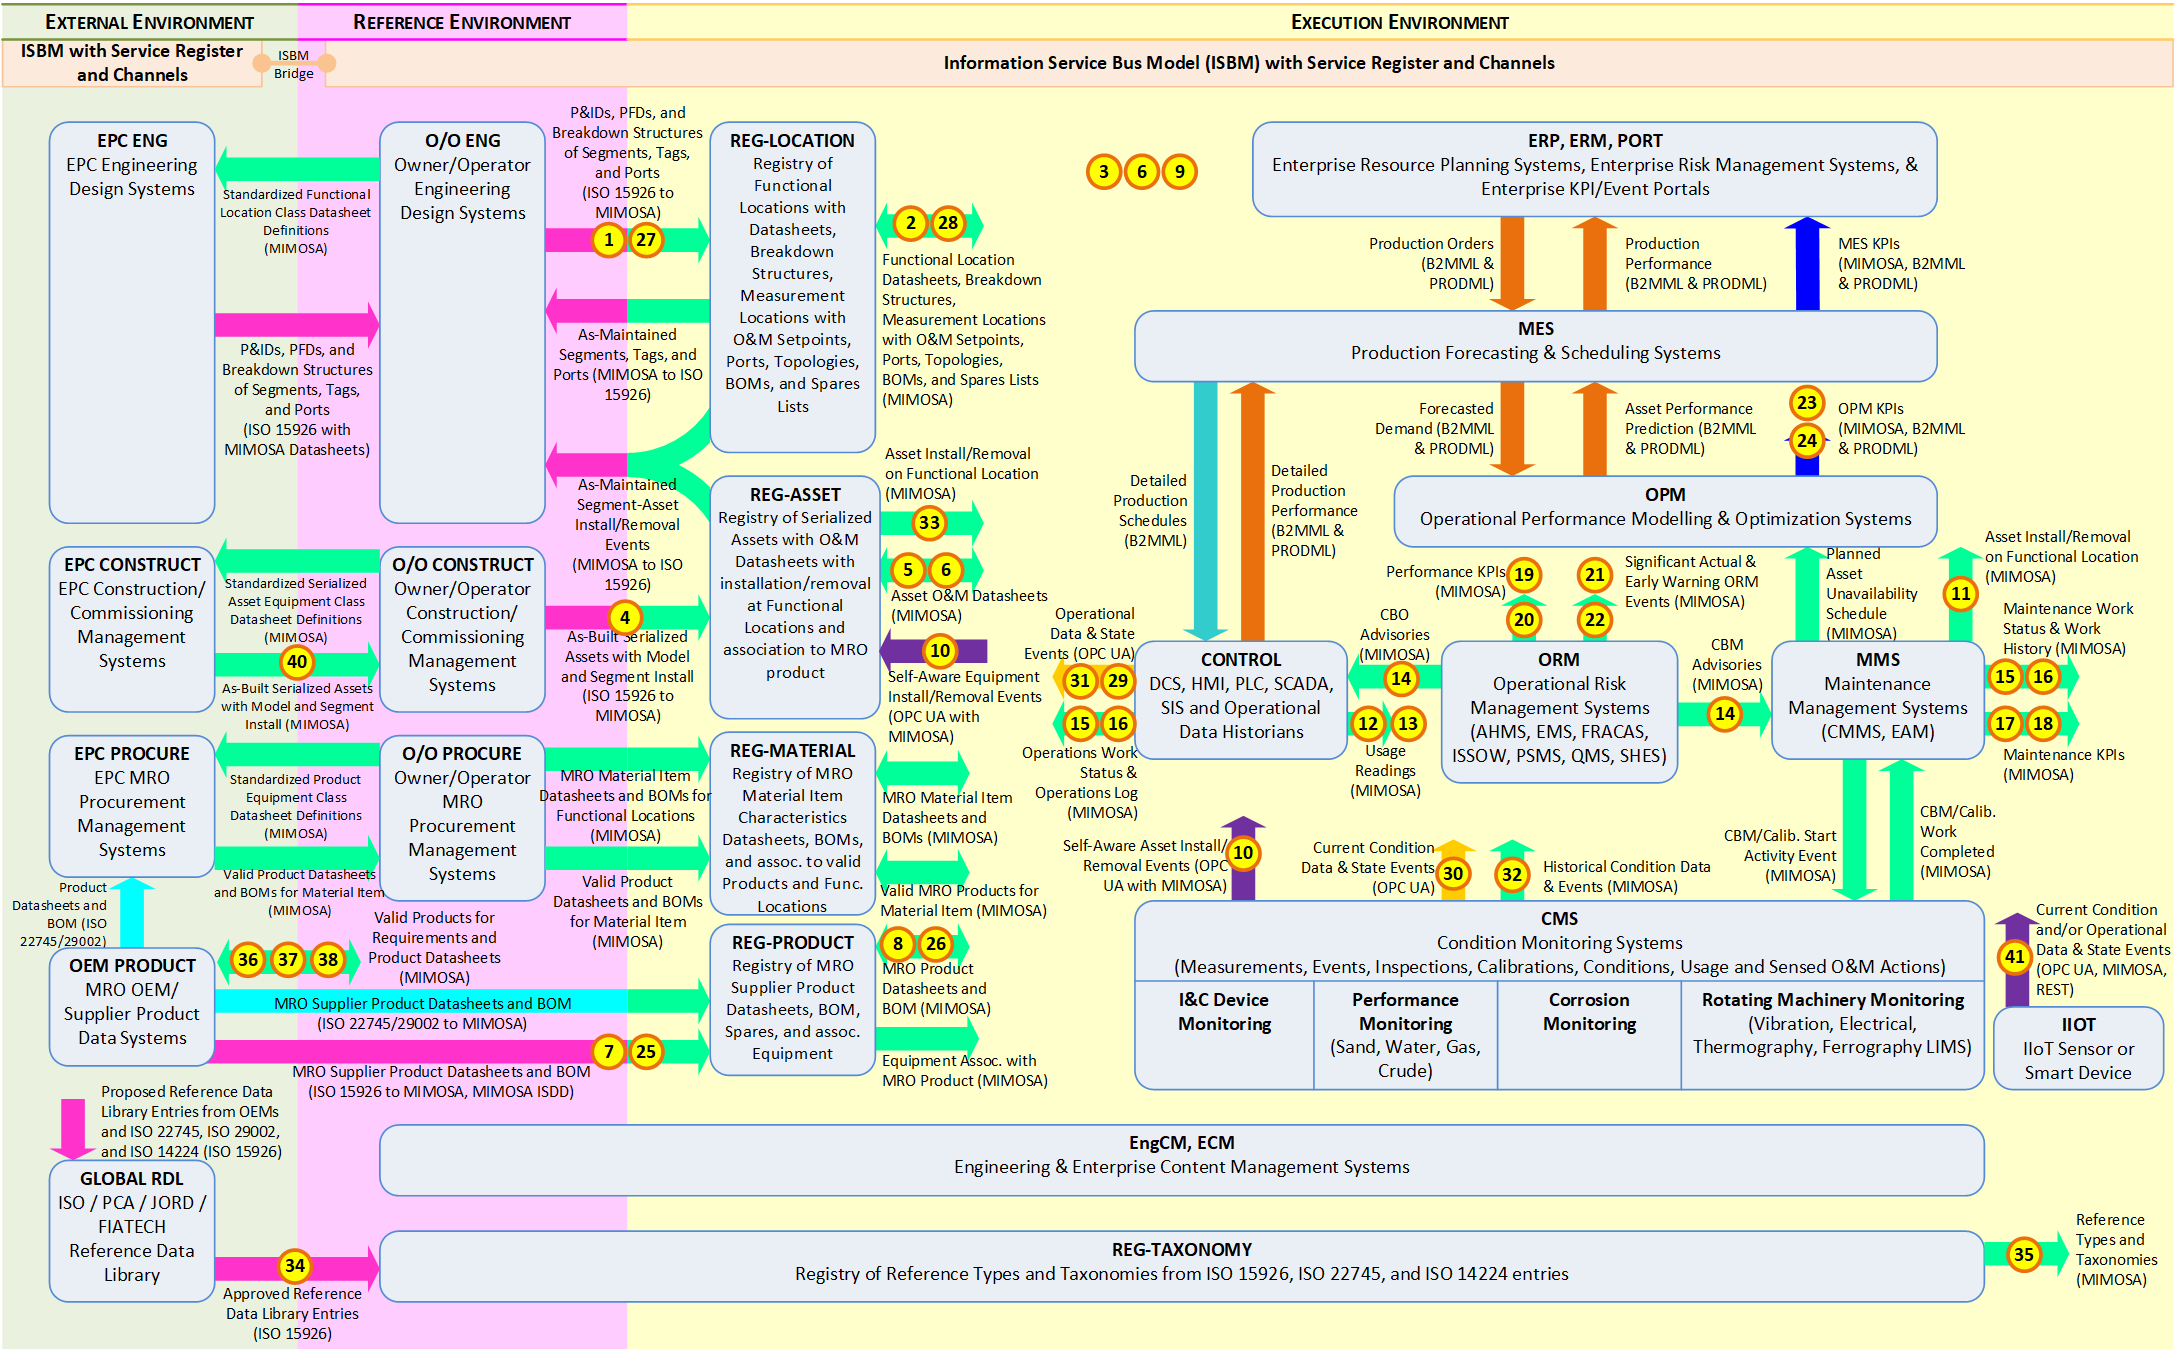 EXTERNAL ENVIRONMENT
REFERENCE ENVIRONMENT
EXECUTION ENVIRONMENT
ISBM with Service Register
and Channels
ISBM
Bridge
Information Service Bus Model (ISBM) with Service Register and Channels
EPC ENG
EPC Engineering
Design Systems
Standardized Functional
Location Class Datasheet
Definitions
(MIMOSA)
P&IDs, PFDs, and
Breakdown Structures
of Segments, Tags,
and Ports
(ISO 15926 with
MIMOSA Datasheets)
O/O ENG
Owner/Operator
Engineering
Design Systems
P&IDs, PFDs, and
Breakdown Structures
of Segments, Tags,
and Ports
(ISO 15926 to
MIMOSA)
1
27
As-Maintained
Segments, Tags, and
Ports (MIMOSA to ISO
15926)
As-Maintained
Segment-Asset
Install/Removal
Events
(MIMOSA to ISO
15926)
REG-LOCATION
Registry of
Functional
Locations with
Datasheets,
Breakdown
Structures,
Measurement
Locations with
O&M Setpoints,
Ports, Topologies,
BOMs, and Spares
Lists
2
28
Functional Location
Datasheets, Breakdown
Structures,
Measurement Locations
with O&M Setpoints,
Ports, Topologies,
BOMs, and Spares Lists
(MIMOSA)
3
6
9
ERP, ERM, PORT
Enterprise Resource Planning Systems, Enterprise Risk Management Systems, &
Enterprise KPI/Event Portals
Production Orders
(B2MML &
PRODML)
Production
Performance
(B2MML & PRODML)
MES KPIs
(MIMOSA, B2MML
& PRODML)
MES
Production Forecasting & Scheduling Systems
Detailed
Production
Schedules
(B2MML)
Detailed
Production
Performance
(B2MML &
PRODML)
Forecasted
Demand (B2MML
& PRODML)
Asset Performance
Prediction (B2MML
& PRODML)
23
24
OPM KPIs
(MIMOSA, B2MML
& PRODML)
OPM
Operational Performance Modelling & Optimization Systems
EPC CONSTRUCT
EPC Construction/
Commissioning
Management
Systems
Standardized Serialized
Asset Equipment Class
Datasheet Definitions
(MIMOSA)
40
As-Built Serialized Assets
with Model and Segment
Install (MIMOSA)
O/O CONSTRUCT
Owner/Operator
Construction/
Commissioning
Management
Systems
4
As-Built Serialized
Assets with Model
and Segment Install
(ISO 15926 to
MIMOSA)
REG-ASSET
Registry of Serialized
Assets with O&M
Datasheets with
installation/removal
at Functional
Locations and
association to MRO
product
Asset Install/Removal
on Functional Location
(MIMOSA)
33
5
6
Asset O&M Datasheets
(MIMOSA)
10
Self-Aware Equipment
Install/Removal Events
(OPC UA with
MIMOSA)
Operational
Data & State
Events (OPC UA)
31
29
15
16
Operations Work
Status &
Operations Log
(MIMOSA)
CONTROL
DCS, HMI, PLC, SCADA,
SIS and Operational
Data Historians
CBO
Advisories
(MIMOSA)
14
12
13
Usage
Readings
(MIMOSA)
Performance KPIs
(MIMOSA)
19
20
21
22
Significant Actual &
Early Warning ORM
Events (MIMOSA)
ORM
Operational Risk
Management Systems
(AHMS, EMS, FRACAS,
ISSOW, PSMS, QMS, SHES)
CBM
Advisories
(MIMOSA)
14
Planned
Asset
Unavailability
Schedule
(MIMOSA)
MMS
Maintenance
Management Systems
(CMMS, EAM)
Asset Install/Removal
on Functional Location
(MIMOSA)
11
Maintenance Work
Status & Work
History (MIMOSA)
15
16
17
18
Maintenance KPIs
(MIMOSA)
EPC PROCURE
EPC MRO
Procurement
Management
Systems
Standardized Product
Equipment Class
Datasheet Definitions
(MIMOSA)
Valid Product Datasheets
and BOMs for Material Item
(MIMOSA)
O/O PROCURE
Owner/Operator
MRO
Procurement
Management
Systems
MRO Material Item
Datasheets and BOMs for
Functional Locations
(MIMOSA)
Valid Product
Datasheets and BOMs
for Material Item
(MIMOSA)
REG-MATERIAL
Registry of MRO
Material Item
Characteristics
Datasheets, BOMs,
and assoc. to valid
Products and Func.
Locations
MRO Material Item
Datasheets and
BOMs (MIMOSA)
Valid MRO Products for
Material Item (MIMOSA)
Self-Aware Asset Install/
Removal Events (OPC
UA with MIMOSA)
10
Current Condition
Data & State Events
(OPC UA)
30
32
Historical Condition Data
& Events (MIMOSA)
CBM/Calib. Start
Activity Event
(MIMOSA)
CBM/Calib.
Work
Completed
(MIMOSA)
Product
Datasheets and
BOM (ISO
22745/29002)
OEM PRODUCT
MRO OEM/
Supplier Product
Data Systems
36
37
38
Valid Products for
Requirements and
Product Datasheets
(MIMOSA)
MRO Supplier Product Datasheets and BOM
(ISO 22745/29002 to MIMOSA)
7
25
MRO Supplier Product Datasheets and BOM
(ISO 15926 to MIMOSA, MIMOSA ISDD)
REG-PRODUCT
Registry of MRO
Supplier Product
Datasheets, BOM,
Spares, and assoc.
Equipment
8
26
MRO Product
Datasheets and
BOM (MIMOSA)
Equipment Assoc. with
MRO Product (MIMOSA)
CMS
Condition Monitoring Systems
(Measurements, Events, Inspections, Calibrations, Conditions, Usage and Sensed O&M Actions)
I&C Device
Monitoring
Performance
Monitoring
(Sand, Water, Gas,
Crude)
Corrosion
Monitoring
Rotating Machinery Monitoring
(Vibration, Electrical,
Thermography, Ferrography LIMS)
41
Current Condition
and/or Operational
Data & State Events
(OPC UA, MIMOSA,
REST)
IIOT
IIoT Sensor or
Smart Device
Proposed Reference Data
Library Entries from OEMs
and ISO 22745, ISO 29002,
and ISO 14224 (ISO 15926)
GLOBAL RDL
ISO / PCA / JORD /
FIATECH
Reference Data
Library
34
Approved Reference
Data Library Entries
(ISO 15926)
EngCM, ECM
Engineering & Enterprise Content Management Systems
REG-TAXONOMY
Registry of Reference Types and Taxonomies from ISO 15926, ISO 22745, and ISO 14224 entries
35
Reference
Types and
Taxonomies
(MIMOSA)